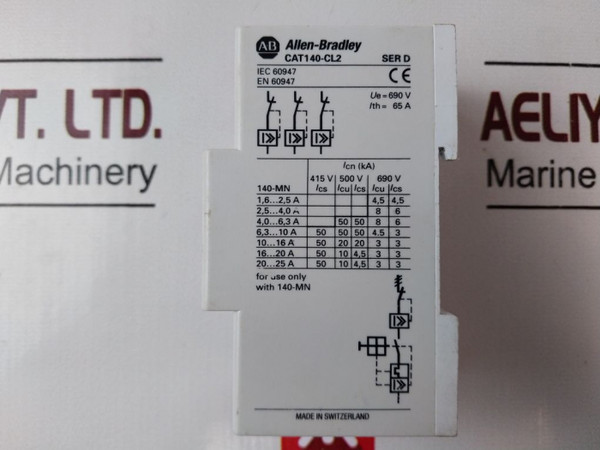 AB Allen-Bradley
CAT140-CL2 SER D
IEC 60947
EN 60947
CE
Ue = 690 V
Ith = 65 A
I>> I>> I>>
Icn (kA)
415 V 500 V 690 V
140-MN Ics Icu Ics Icu Ics
1,6...2,5 A 4,5 4,5
2,5...4,0 A 8 6
4,0...6,3 A 50 50 8 6
6,3...10 A 50 50 50 4.5 3
10...16 A 50 20 20 3 3
16...20 A 50 10 4,5 3 3
20...25 A 50 10 4,5 3 3
for use only
with 140-MN
I>>
I>>
MADE IN SWITZERLAND
VT. LTD.
Machinery
AELIY
Marine